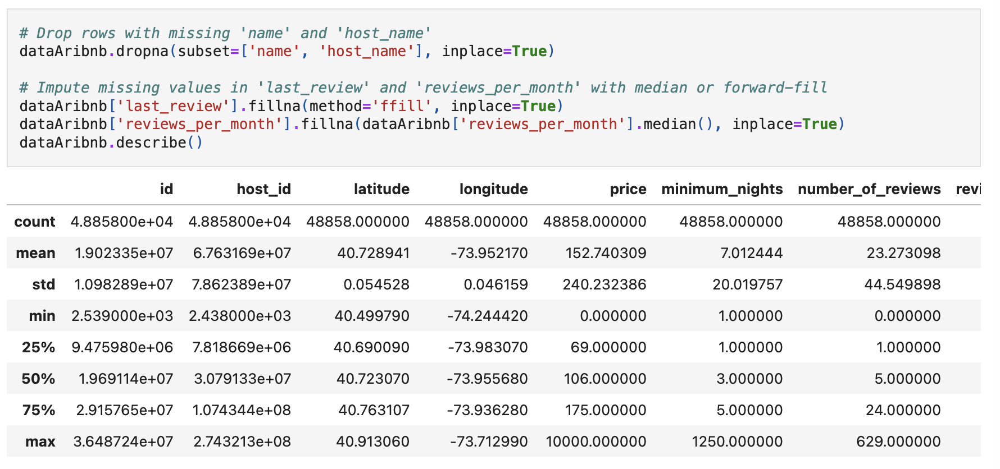 # Drop rows with missing 'name' and 'host_name'
dataAribnb.dropna(subset=['name', 'host_name'], inplace=True)
# Impute missing values in 'last_review' and 'reviews_per_month' with median or forward-fill
dataAribnb['last_review'].fillna(method='ffill', inplace=True)
dataAribnb['reviews_per_month'].fillna(dataAribnb['reviews_per_month'].median(), inplace=True)
dataAribnb.describe()
id host_id latitude longitude price minimum_nights number_of_reviews revi
count 4.885800e+04 4.885800e+04 48858.000000 48858.000000 48858.000000 48858.000000 48858.000000
mean 1.902335e+07 6.763169e+07 40.728941 -73.952170 152.740309 7.012444 23.273098
std 1.098289e+07 7.862389e+07 0.054528 0.046159 240.232386 20.019757 44.549898
min 2.539000e+03 2.438000e+03 40.499790 -74.244420 0.000000 1.000000 0.000000
25% 9.475980e+06 7.818669e+06 40.690090 -73.983070 69.000000 1.000000 1.000000
50% 1.969114e+07 3.079133e+07 40.723070 -73.955680 106.000000 3.000000 5.000000
75% 2.915765e+07 1.074344e+08 40.763107 -73.936280 175.000000 5.000000 24.000000
max 3.648724e+07 2.743213e+08 40.913060 -73.712990 10000.000000 1250.000000 629.000000